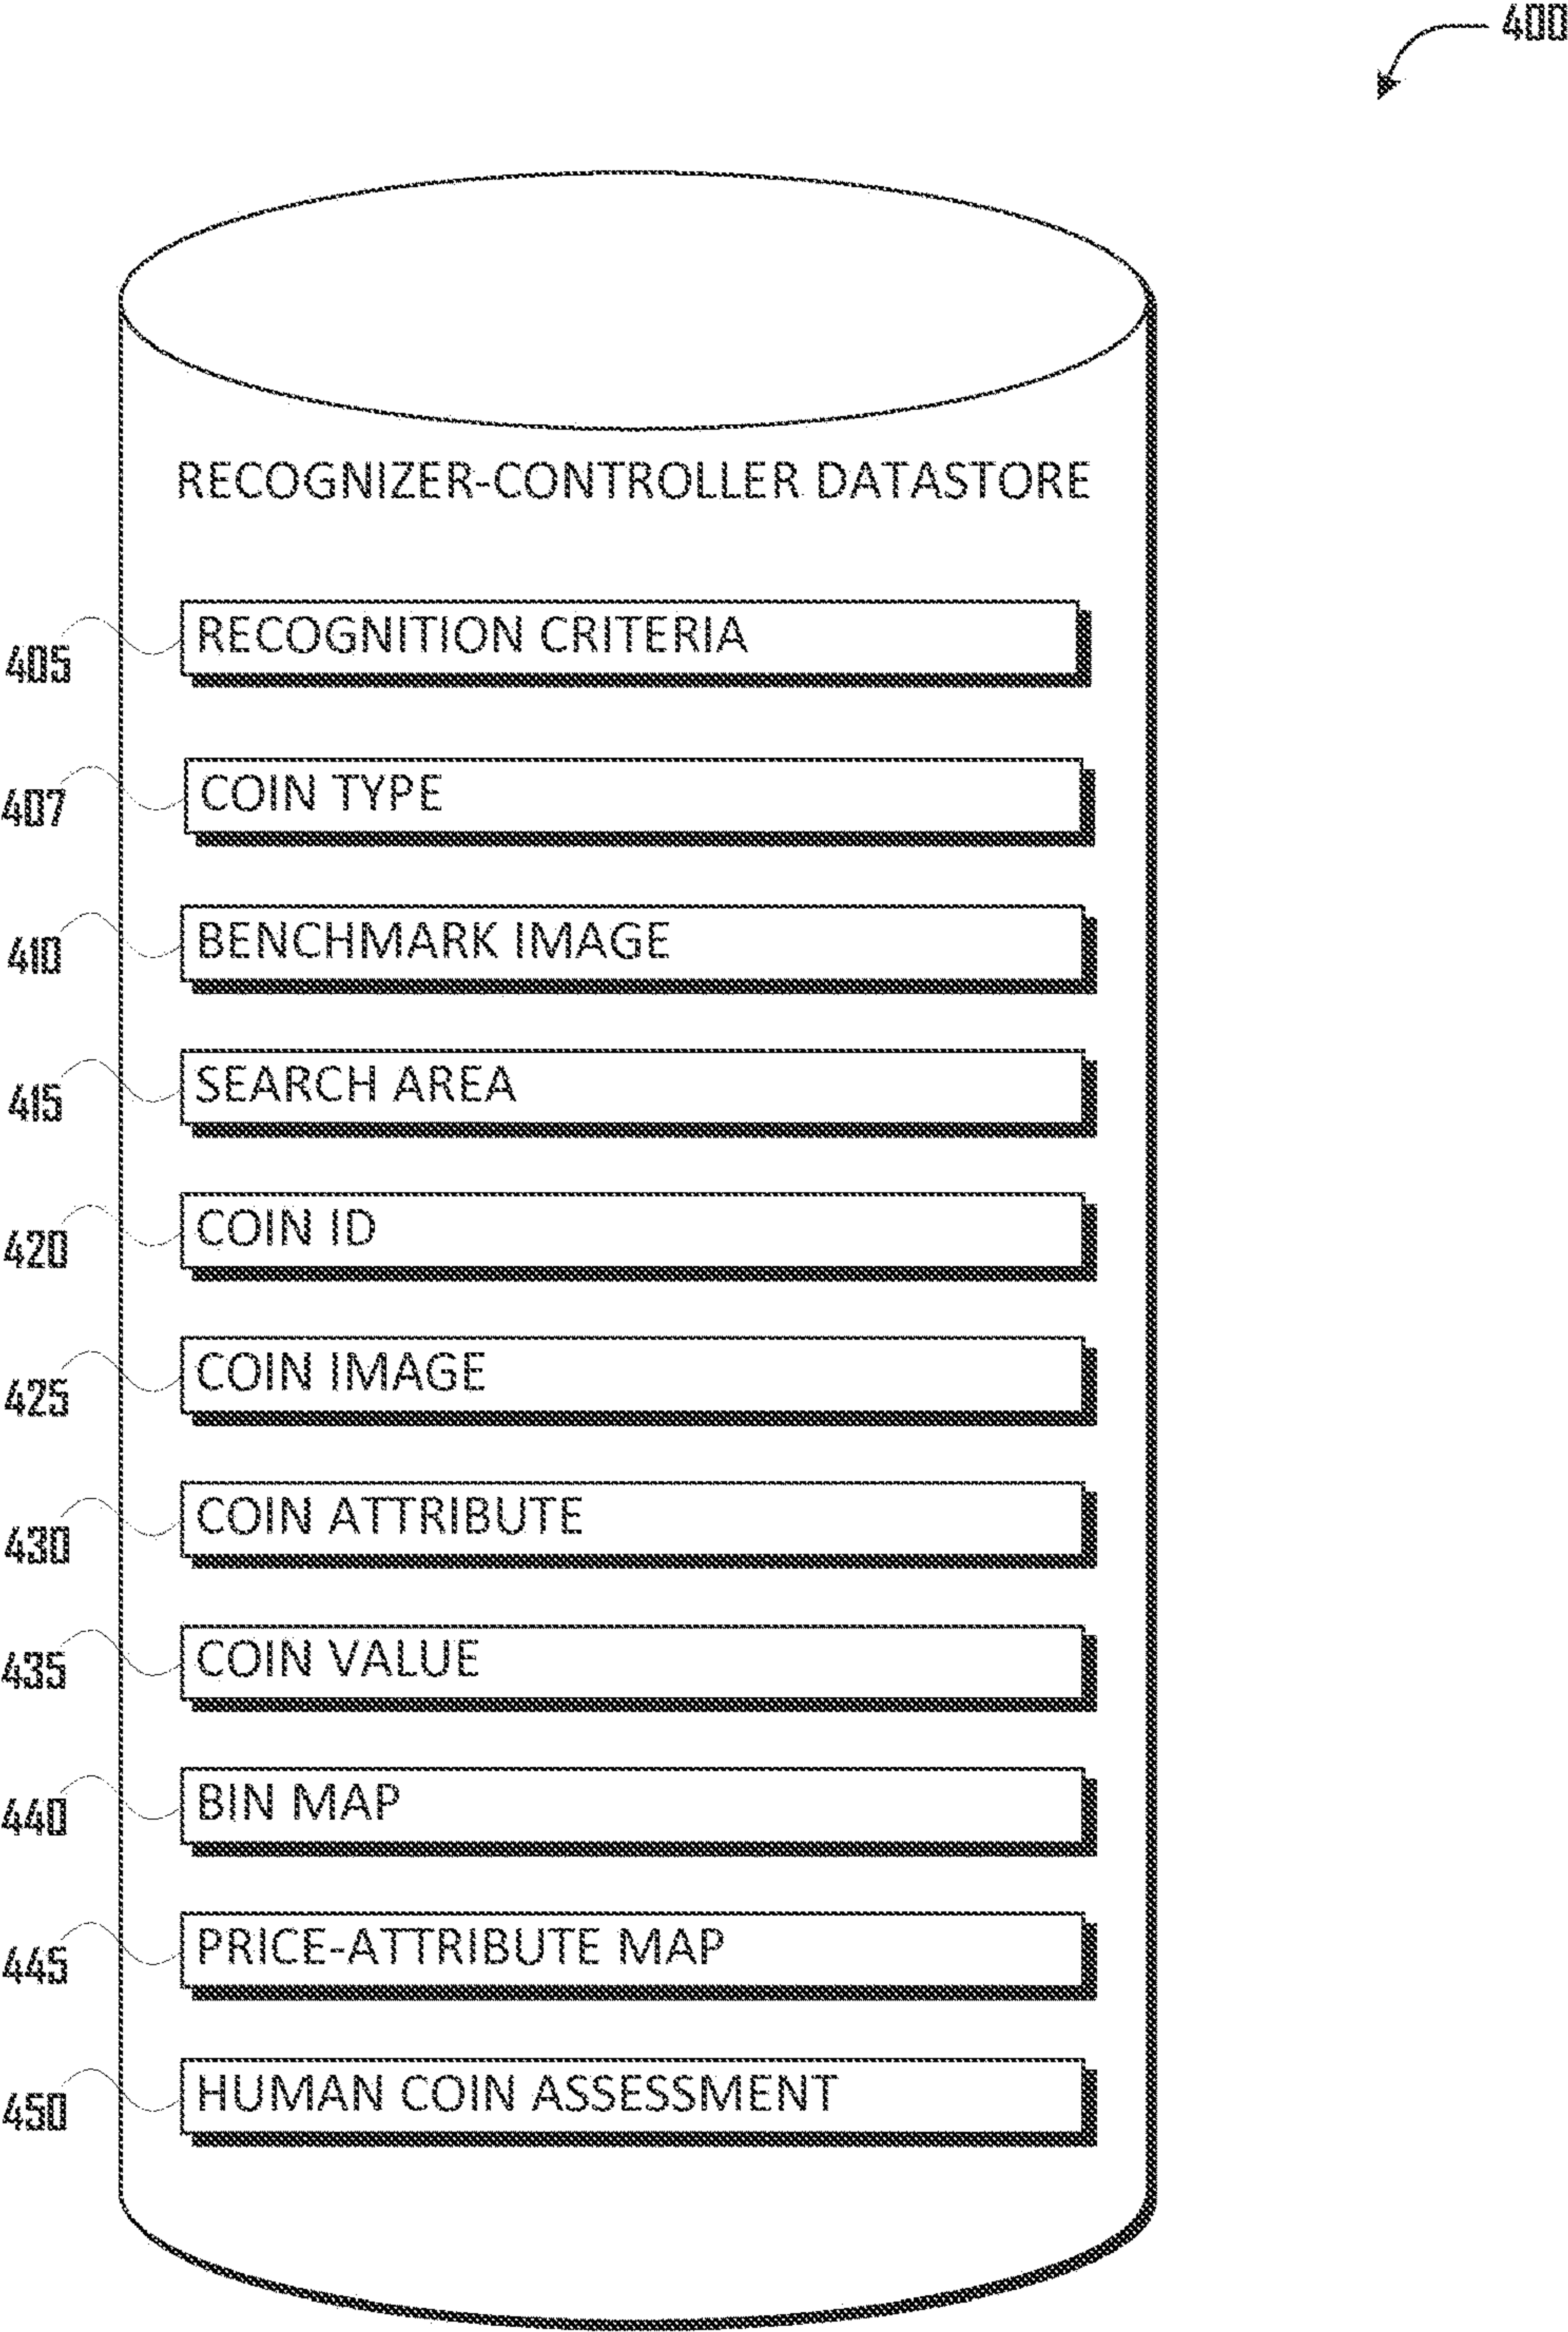 400
RECOGNIZER-CONTROLLER DATASTORE
405 RECOGNITION CRITERIA
407 COIN TYPE
410 BENCHMARK IMAGE
415 SEARCH AREA
420 COIN ID
425 COIN IMAGE
430 COIN ATTRIBUTE
435 COIN VALUE
440 BIN MAP
445 PRICE-ATTRIBUTE MAP
450 HUMAN COIN ASSESSMENT